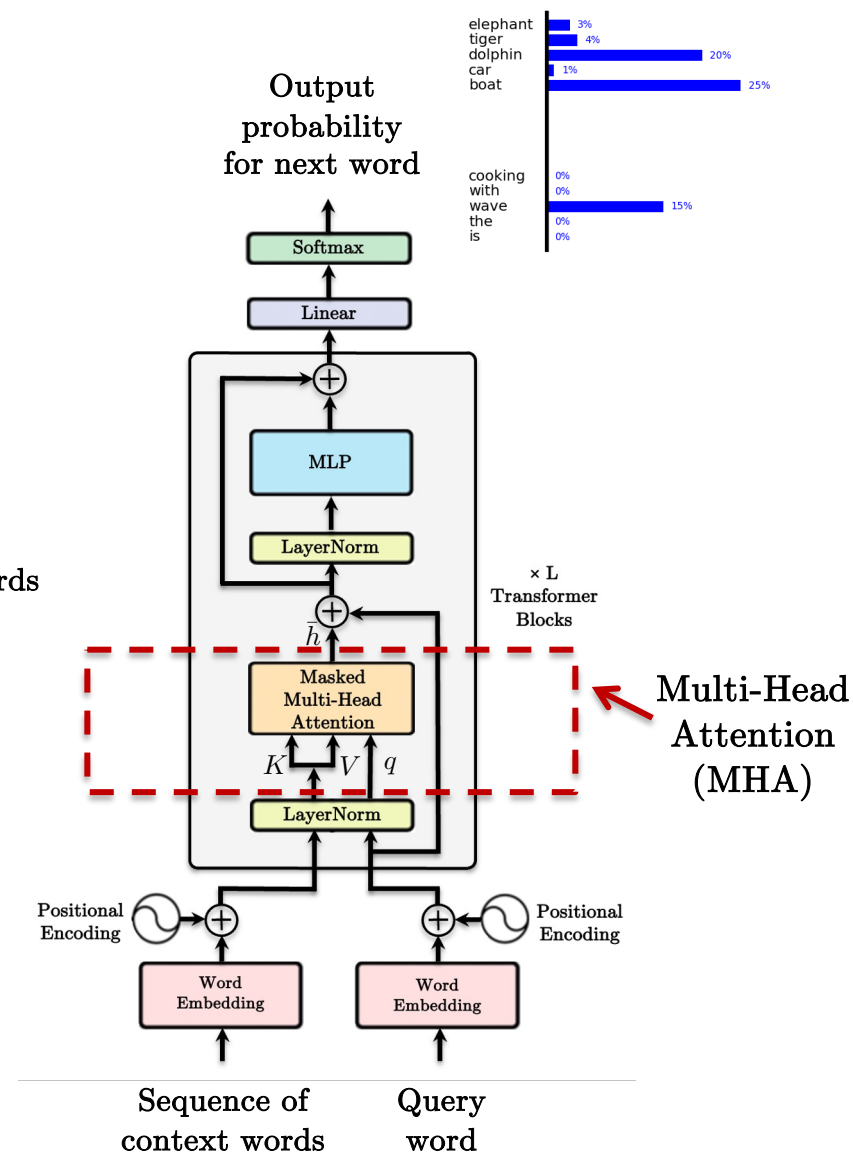 elephant 3%
tiger 4%
dolphin 20%
car 1%
boat 25%
cooking 0%
with 0%
wave 15%
the 0%
is 0%
Output
probability
for next word
Softmax
Linear
MLP
LayerNorm
× L
Transformer
Blocks
rds
h̄
Masked
Multi-Head
Attention
K V q
LayerNorm
Multi-Head
Attention
(MHA)
Positional
Encoding
Positional
Encoding
Word
Embedding
Word
Embedding
Sequence of
context words
Query
word